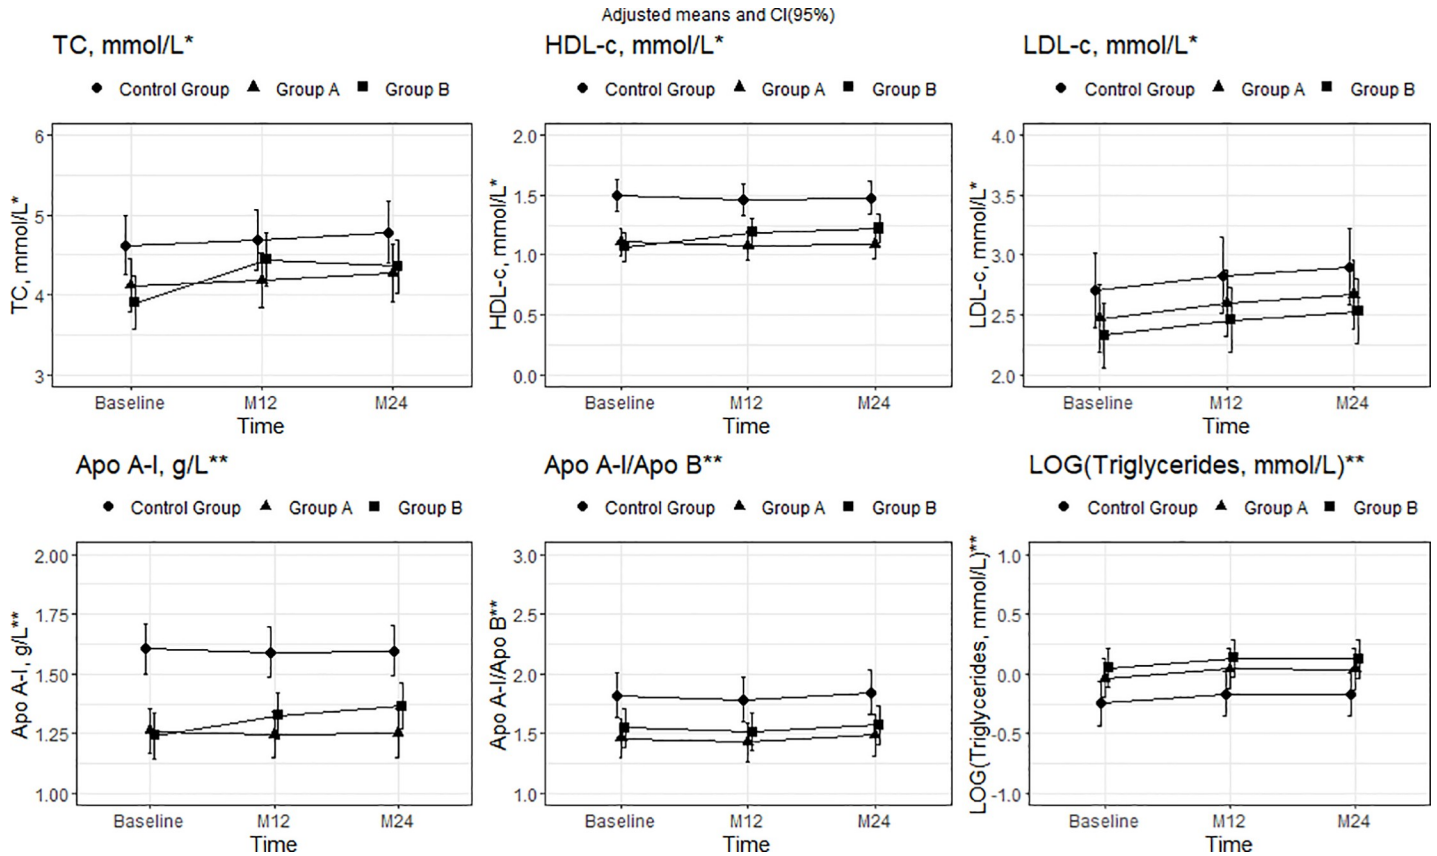 Adjusted means and CI(95%)
TC, mmol/L*
Control Group Group A Group B
TC, mmol/L*
6
5
4
3
Baseline M12 M24
Time
HDL-c, mmol/L*
Control Group Group A Group B
HDL-c, mmol/L*
2.0
1.5
1.0
0.5
0.0
Baseline M12 M24
Time
LDL-c, mmol/L*
Control Group Group A Group B
LDL-c, mmol/L*
4.0
3.5
3.0
2.5
2.0
Baseline M12 M24
Time
Apo A-I, g/L**
Control Group Group A Group B
Apo A-I, g/L**
2.00
1.75
1.50
1.25
1.00
Baseline M12 M24
Time
Apo A-I/Apo B**
Control Group Group A Group B
Apo A-I/Apo B**
3.0
2.5
2.0
1.5
1.0
Baseline M12 M24
Time
LOG(Triglycerides, mmol/L)**
Control Group Group A Group B
LOG(Triglycerides, mmol/L)**
1.0
0.5
0.0
-0.5
-1.0
Baseline M12 M24
Time